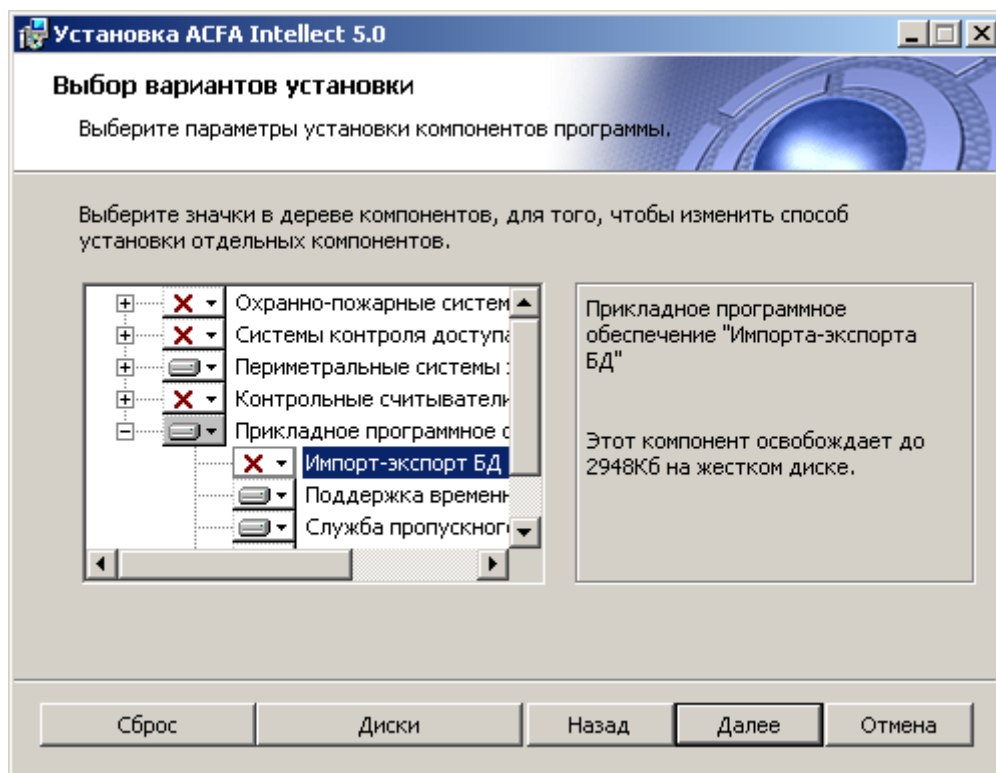 Установка ACFA Intellect 5.0
Выбор вариантов установки
Выберите параметры установки компонентов программы.
Выберите значки в дереве компонентов, для того, чтобы изменить способ
установки отдельных компонентов.
Охранно-пожарные систем
Системы контроля доступа
Периметральные системы з
Контрольные считыватели
Прикладное программное о
Импорт-экспорт БД
Поддержка времен
Служба пропускног
Прикладное программное
обеспечение "Импорта-экспорта
БД"
Этот компонент освобождает до
2948Кб на жестком диске.
Сброс
Диски
Назад
Далее
Отмена